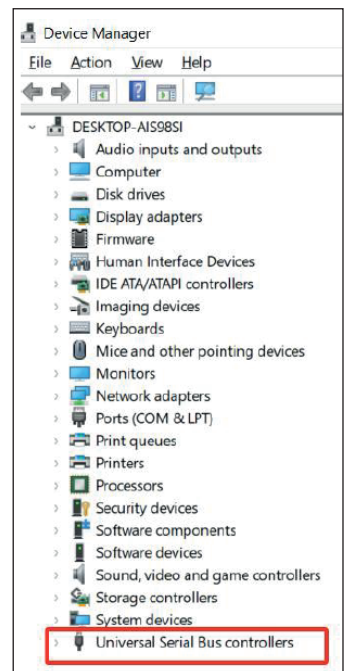 Device Manager
File Action View Help
DESKTOP-AIS98SI
Audio inputs and outputs
Computer
Disk drives
Display adapters
Firmware
Human Interface Devices
IDE ATA/ATAPI controllers
Imaging devices
Keyboards
Mice and other pointing devices
Monitors
Network adapters
Ports (COM & LPT)
Print queues
Printers
Processors
Security devices
Software components
Software devices
Sound, video and game controllers
Storage controllers
System devices
Universal Serial Bus controllers